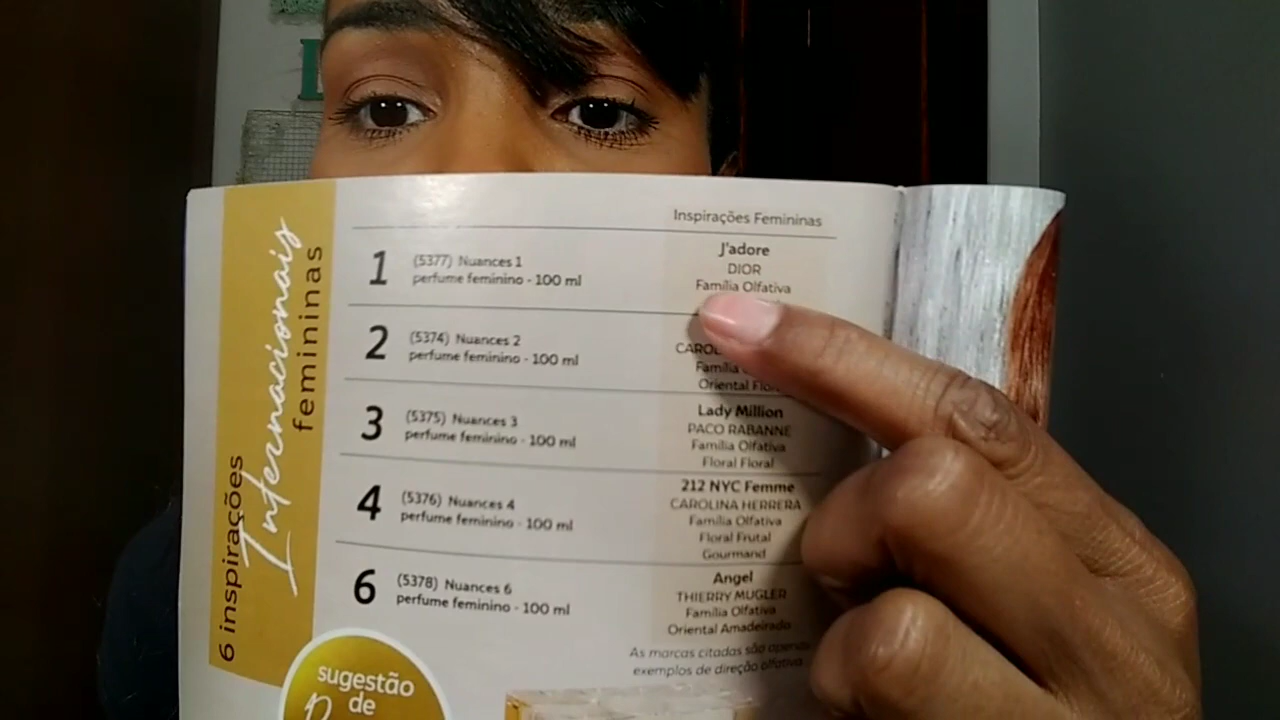 6 inspirações
Internacionais
femininas
Inspirações Femininas
1
(5377) Nuances 1
perfume feminino - 100 ml
J'adore
DIOR
Família Olfativa
2
(5374) Nuances 2
perfume feminino - 100 ml
Família
Oriental
3
(5375) Nuances 3
perfume feminino - 100 ml
Lady Million
PACO RABANNE
Família Olfativa
Floral Floral
4
(5376) Nuances 4
perfume feminino - 100 ml
212 NYC Femme
CAROLINA HERRERA
Família Olfativa
Floral Frutal
Gourmand
6
(5378) Nuances 6
perfume feminino - 100 ml
Angel
THIERRY MUGLER
Família Olfativa
Oriental Amadeirado
As marcas citadas são apenas
exemplos de direção olfativa
sugestão
de